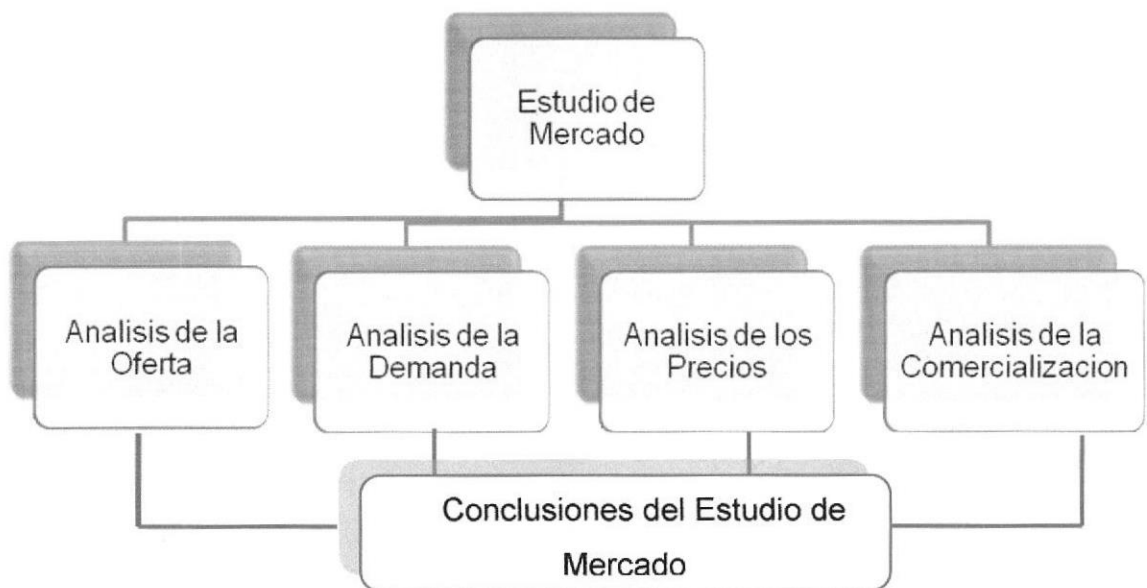 Estudio de
Mercado
Analisis de la
Oferta
Analisis de la
Demanda
Analisis de los
Precios
Analisis de la
Comercializacion
Conclusiones del Estudio de
Mercado